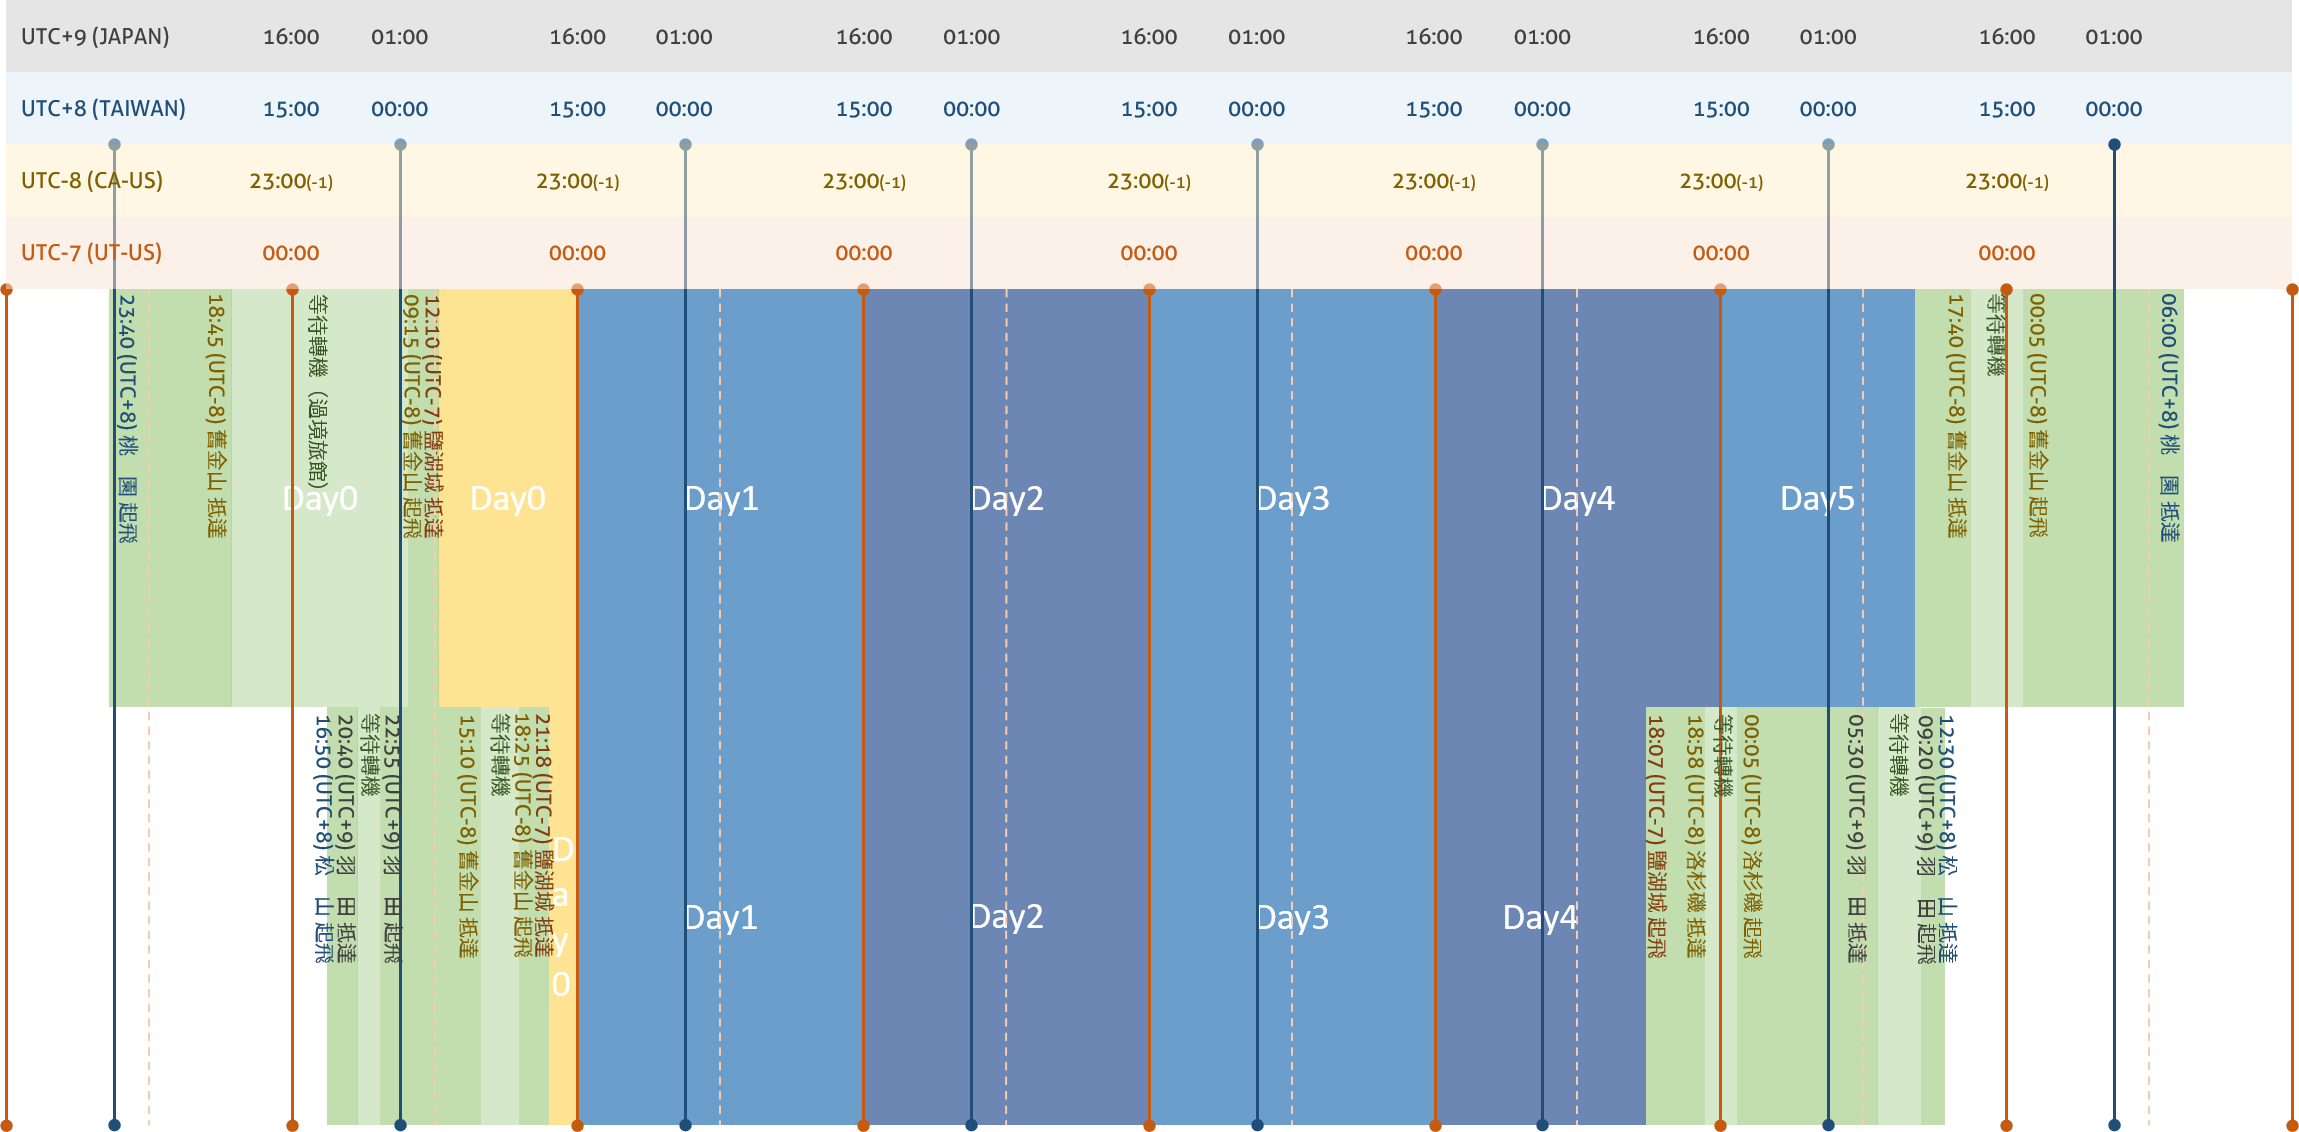 UTC+9 (JAPAN) 16:00 01:00 16:00 01:00 16:00 01:00 16:00 01:00 16:00 01:00 16:00 01:00 16:00 01:00
UTC+8 (TAIWAN) 15:00 00:00 15:00 00:00 15:00 00:00 15:00 00:00 15:00 00:00 15:00 00:00 15:00 00:00
UTC-8 (CA-US) 23:00(-1) 23:00(-1) 23:00(-1) 23:00(-1) 23:00(-1) 23:00(-1) 23:00(-1)
UTC-7 (UT-US) 00:00 00:00 00:00 00:00 00:00 00:00 00:00
23:40 (UTC+8) 桃　園 起飛
18:45 (UTC-8) 舊金山 抵達
等待轉機（過境旅館）
09:15 (UTC-8) 舊金山 起飛
12:10 (UTC-7) 鹽湖城 抵達
Day0
Day0
Day1
Day2
Day3
Day4
Day5
17:40 (UTC-8) 舊金山 抵達
等待轉機
00:05 (UTC-8) 舊金山 起飛
06:00 (UTC+8) 桃　園 抵達
16:50 (UTC+8) 松　山 起飛
20:40 (UTC+9) 羽　田 抵達
等待轉機
22:55 (UTC+9) 羽　田 起飛
15:10 (UTC-8) 舊金山 抵達
等待轉機
18:25 (UTC-8) 舊金山 起飛
21:18 (UTC-7) 鹽湖城 抵達
Day0
Day1
Day2
Day3
Day4
18:07 (UTC-7) 鹽湖城 起飛
18:58 (UTC-8) 洛杉磯 抵達
等待轉機
00:05 (UTC-8) 洛杉磯 起飛
05:30 (UTC+9) 羽　田 抵達
等待轉機
09:20 (UTC+9) 羽　田 起飛
12:30 (UTC+8) 松　山 抵達